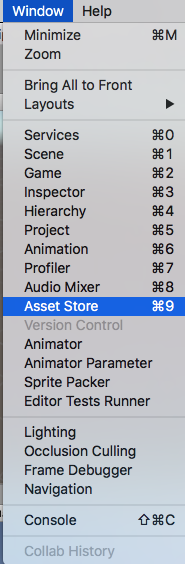 Window Help
Minimize ⌘M
Zoom
Bring All to Front
Layouts ▶
Services ⌘0
Scene ⌘1
Game ⌘2
Inspector ⌘3
Hierarchy ⌘4
Project ⌘5
Animation ⌘6
Profiler ⌘7
Audio Mixer ⌘8
Asset Store ⌘9
Version Control
Animator
Animator Parameter
Sprite Packer
Editor Tests Runner
Lighting
Occlusion Culling
Frame Debugger
Navigation
Console ⇧⌘C
Collab History